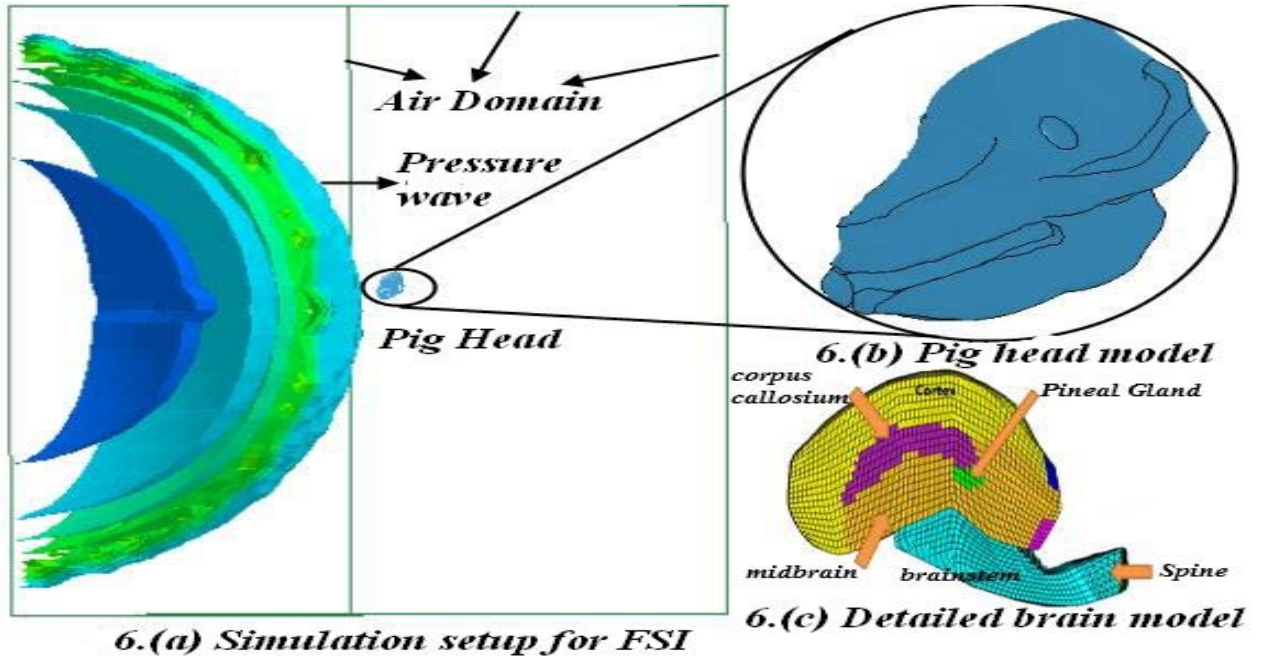 Air Domain
Pressure
wave
Pig Head
6.(a) Simulation setup for FSI
6.(b) Pig head model
corpus
callosium
Cortex
Pineal Gland
midbrain
brainstem
Spine
6.(c) Detailed brain model